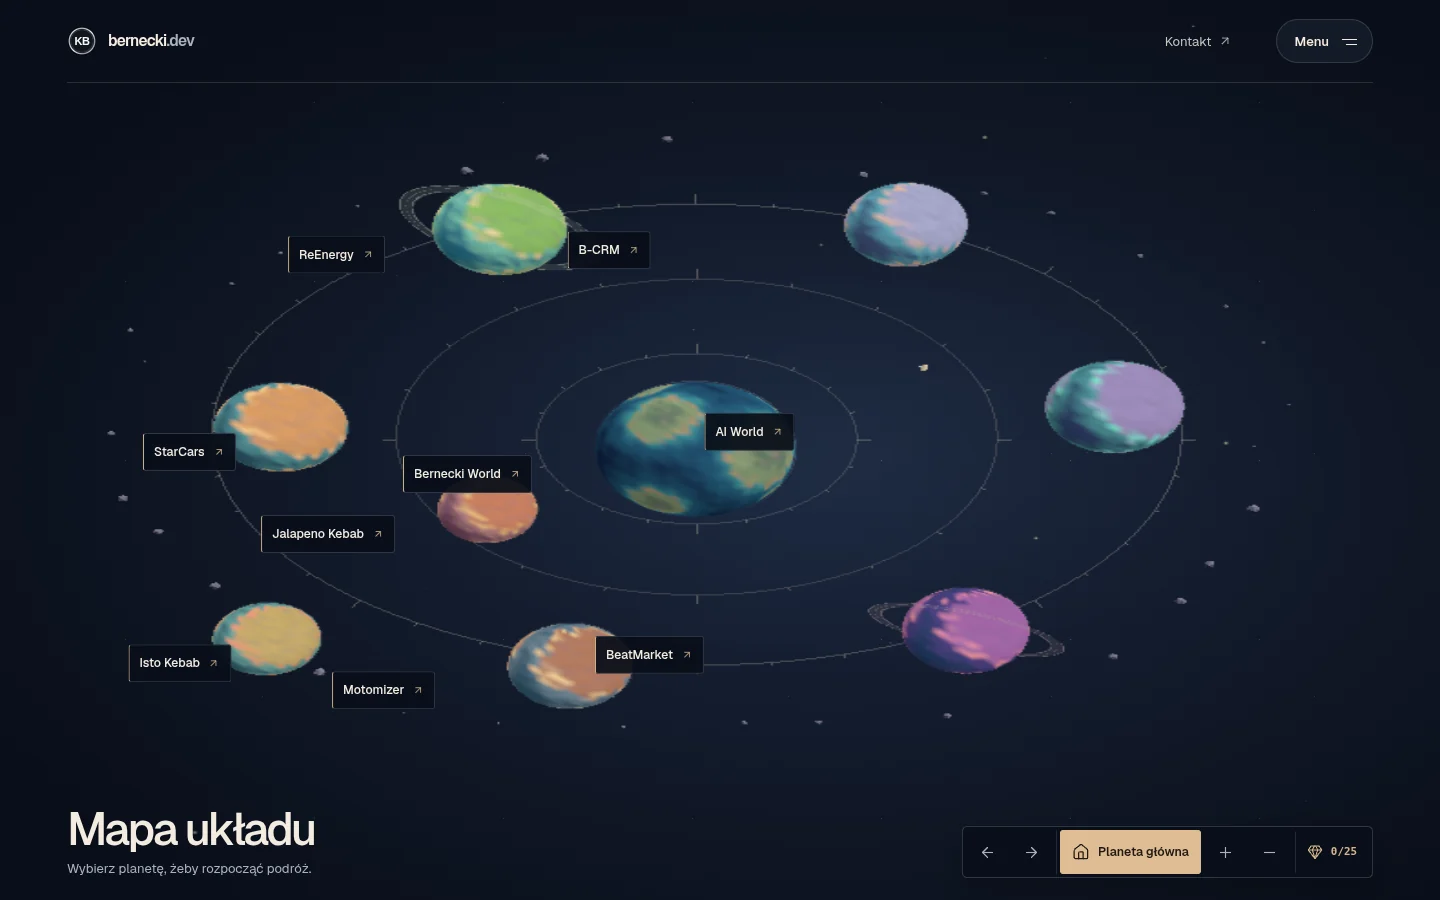 KB bernecki.dev
Kontakt
Menu
ReEnergy
B-CRM
AI World
StarCars
Bernecki World
Jalapeno Kebab
Isto Kebab
BeatMarket
Motomizer
Mapa układu
Wybierz planetę, żeby rozpocząć podróż.
Planeta główna
0/25